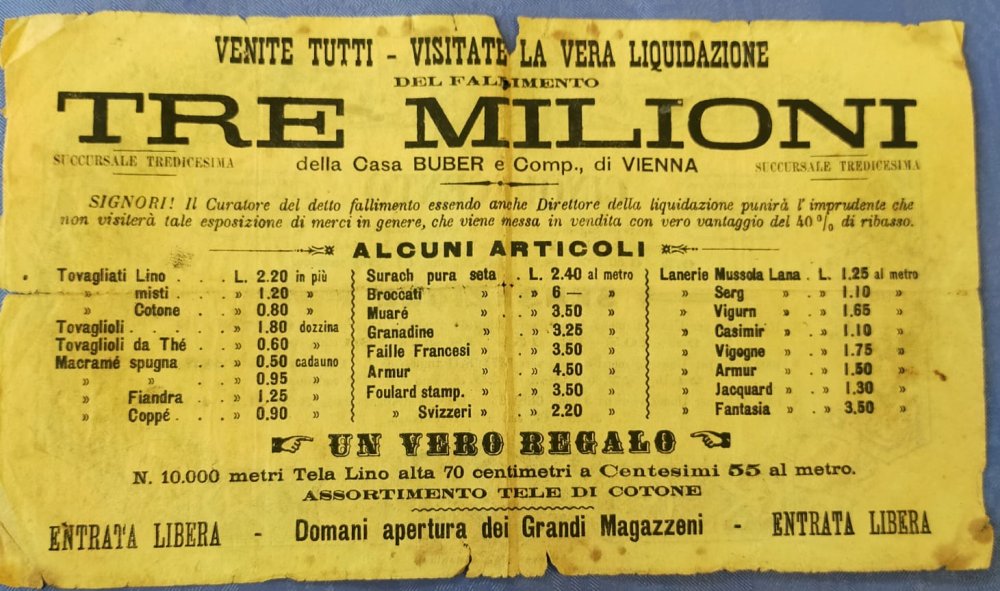 VENITE TUTTI - VISITATE LA VERA LIQUIDAZIONE
DEL FALLIMENTO
TRE MILIONI
SUCCURSALE TREDICESIMA
della Casa BUBER e Comp., di VIENNA
SUCCURSALE TREDICESIMA
SIGNORI! Il Curatore del detto fallimento essendo anche Direttore della liquidazione punirà l'imprudente che
non visiterà tale esposizione di merci in genere, che viene messa in vendita con vero vantaggio del 40 % di ribasso.
ALCUNI ARTICOLI
Tovagliati Lino . . . L. 2.20 in più
» misti . . . » 1.20 »
» Cotone . . » 0.80 »
Tovaglioli . . . . . . » 1.80 dozzina
Tovaglioli da Thé . . » 0.60 »
Macramé spugna . . » 0.50 cadauno
» » . . » 0.95 »
» Fiandra . . » 1.25 »
» Coppé . . . » 0.90 »
Surach pura seta . . L. 2.40 al metro
Broccati » . » 6 — »
Muaré » . » 3.50 »
Granadine » . » 3.25 »
Faille Francesi » . » 3.50 »
Armur » . » 4.50 »
Foulard stamp. » . » 3.50 »
» Svizzeri » . » 2.20 »
Lanerie Mussola Lana . L. 1.25 al metro
» Serg » . » 1.10 »
» Vigurn » . » 1.65 »
» Casimir » . » 1.10 »
» Vigogne » . » 1.75 »
» Armur » . » 1.50 »
» Jacquard » . » 1.30 »
» Fantasia » . » 3.50 »
UN VERO REGALO
N. 10.000 metri Tela Lino alta 70 centimetri a Centesimi 55 al metro.
ASSORTIMENTO TELE DI COTONE
ENTRATA LIBERA - Domani apertura dei Grandi Magazzeni - ENTRATA LIBERA